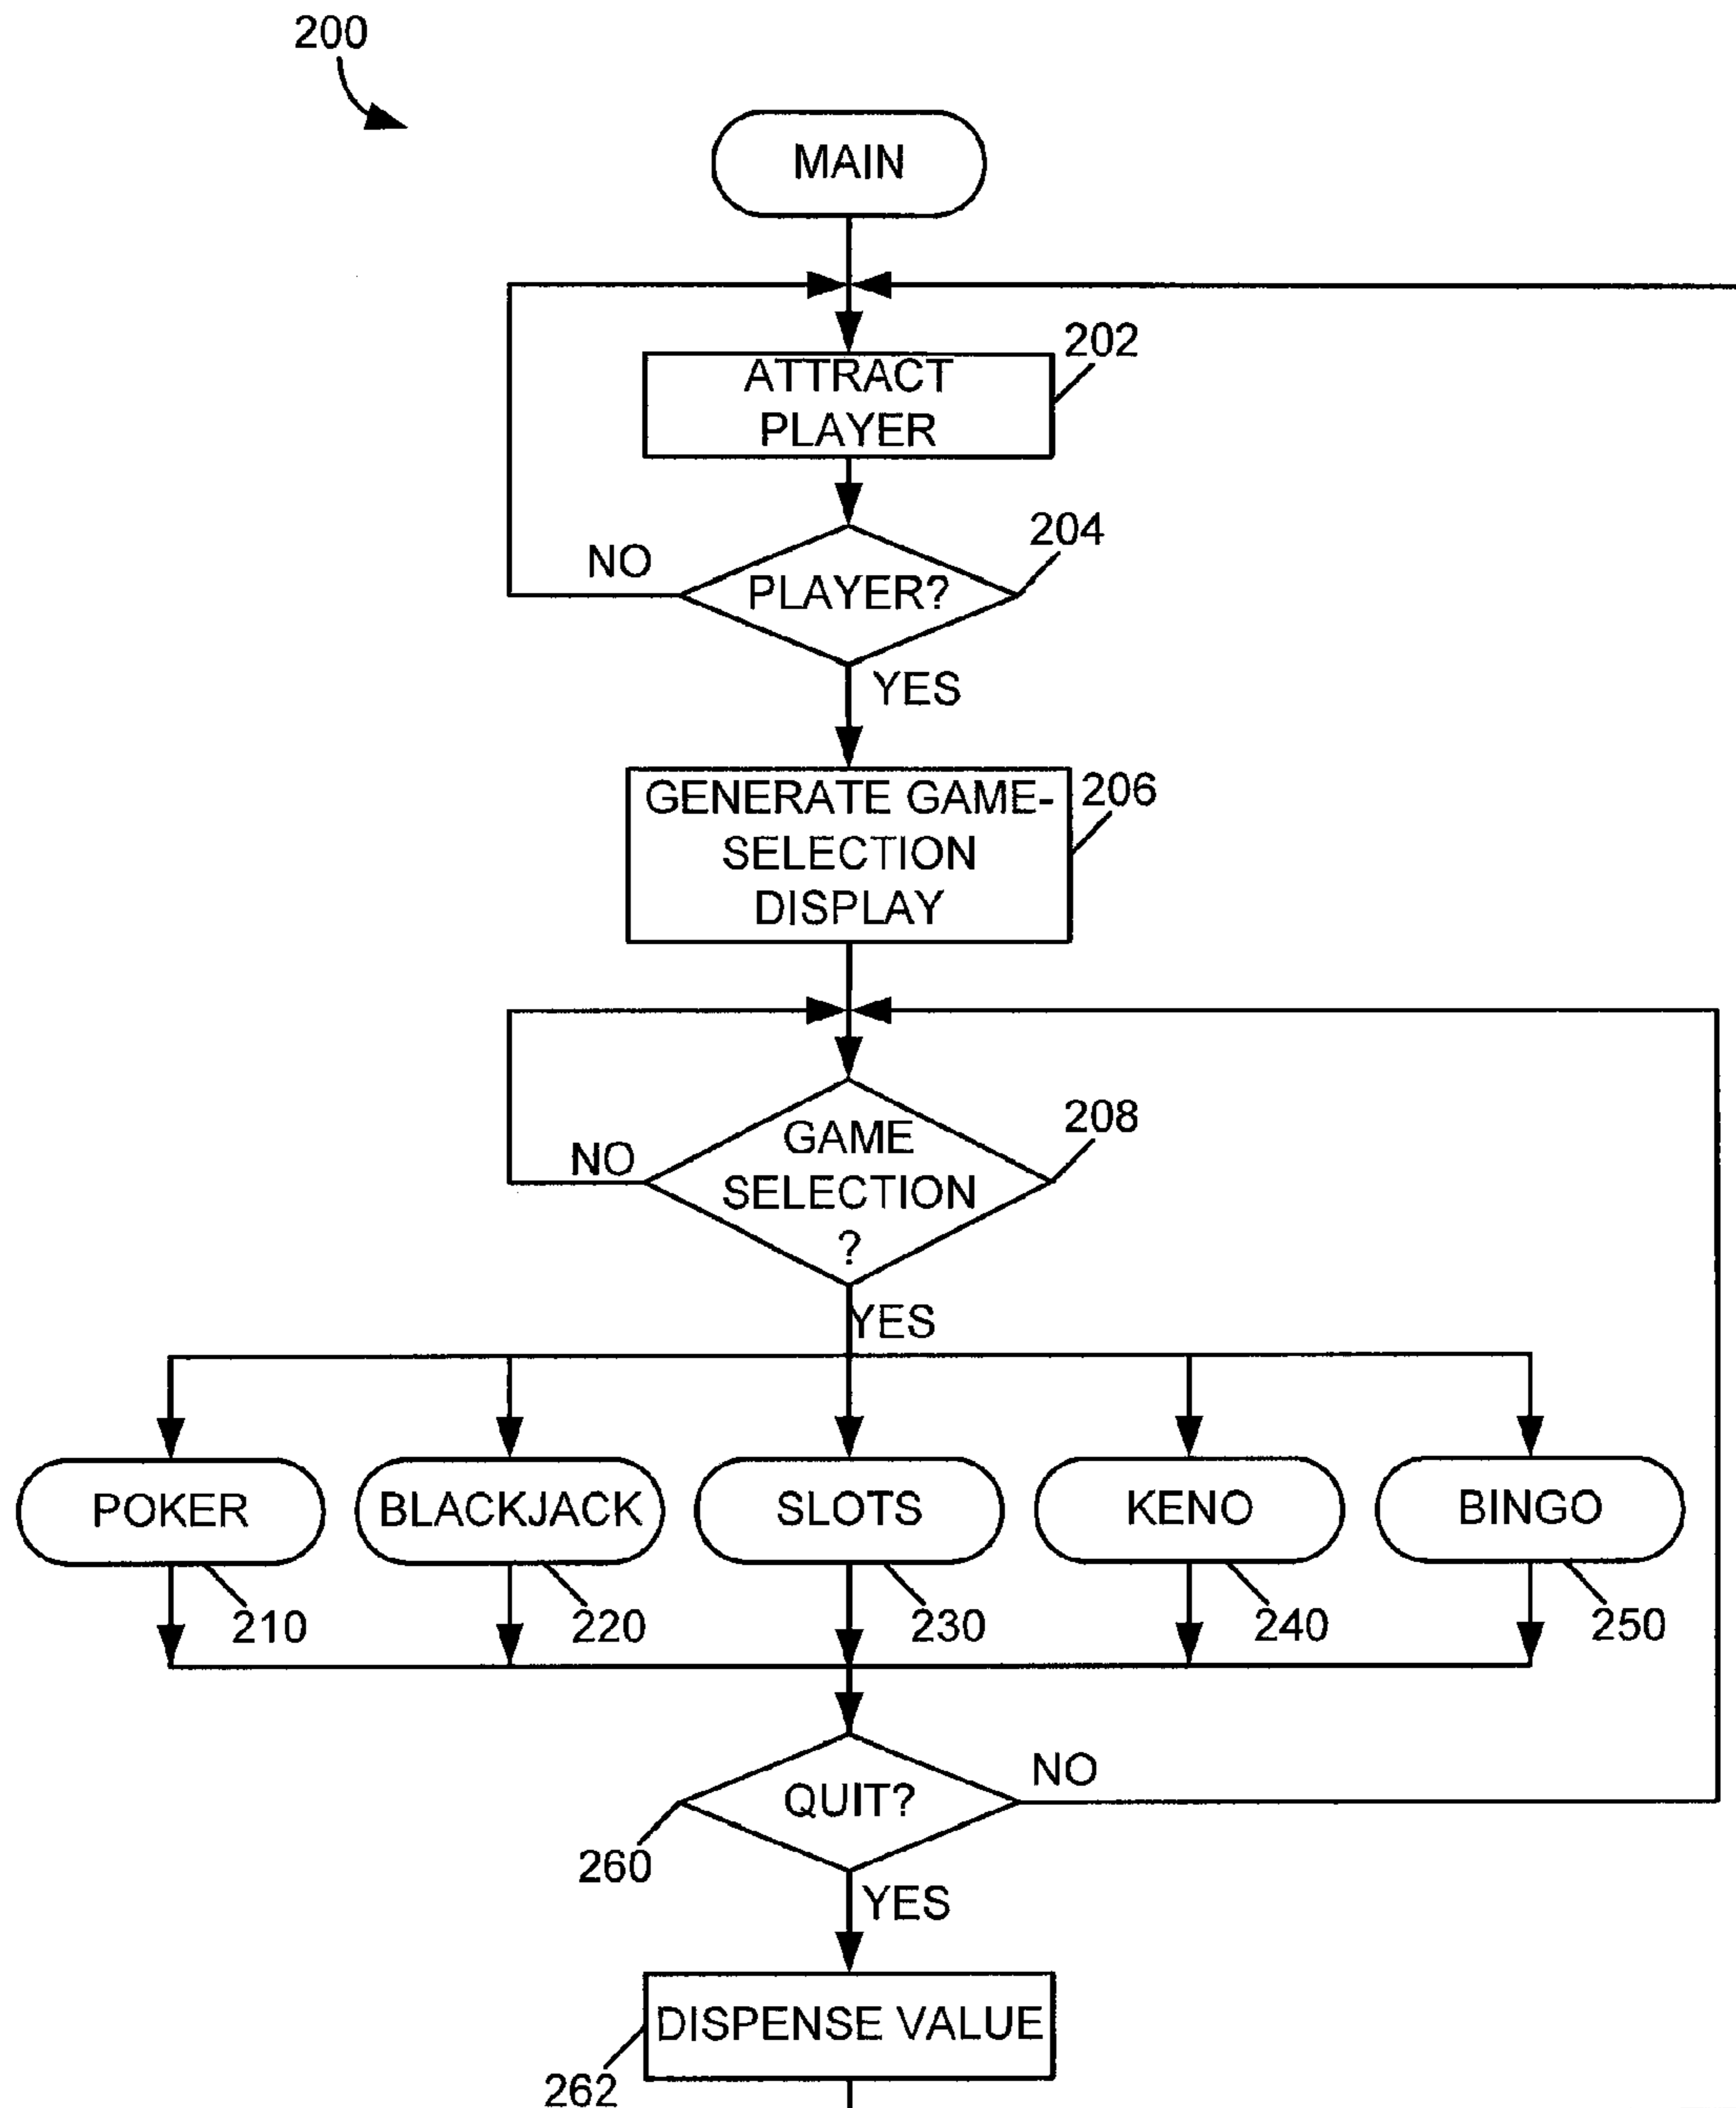 200
MAIN
202
ATTRACT
PLAYER
204
NO
PLAYER?
YES
GENERATE GAME-
SELECTION
DISPLAY
206
208
GAME
SELECTION
?
NO
YES
POKER
BLACKJACK
SLOTS
KENO
BINGO
210
220
230
240
250
QUIT?
NO
260
YES
DISPENSE VALUE
262